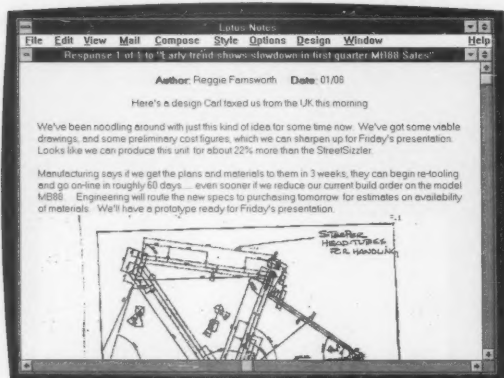 Lotus Notes
File Edit View Mail Compose Style Options Design Window Help
Response 1 of 1 to "Early trend shows slowdown in first quarter MB88 Sales"
Author: Reggie Farnsworth Date: 01/08
Here's a design Carl faxed us from the UK this morning
We've been noodling around with just this kind of idea for some time now. We've got some viable
drawings, and some preliminary cost figures, which we can sharpen up for Friday's presentation.
Looks like we can produce this unit for about 22% more than the StreetSizzler.
Manufacturing says if we get the plans and materials to them in 3 weeks, they can begin re-tooling
and go on-line in roughly 60 days.... even sooner if we reduce our current build order on the model
MB88. Engineering will route the new specs to purchasing tomorrow for estimates on availability
of materials. We'll have a prototype ready for Friday's presentation.
STEEPER
HEAD-TUBES
FOR HANDLING